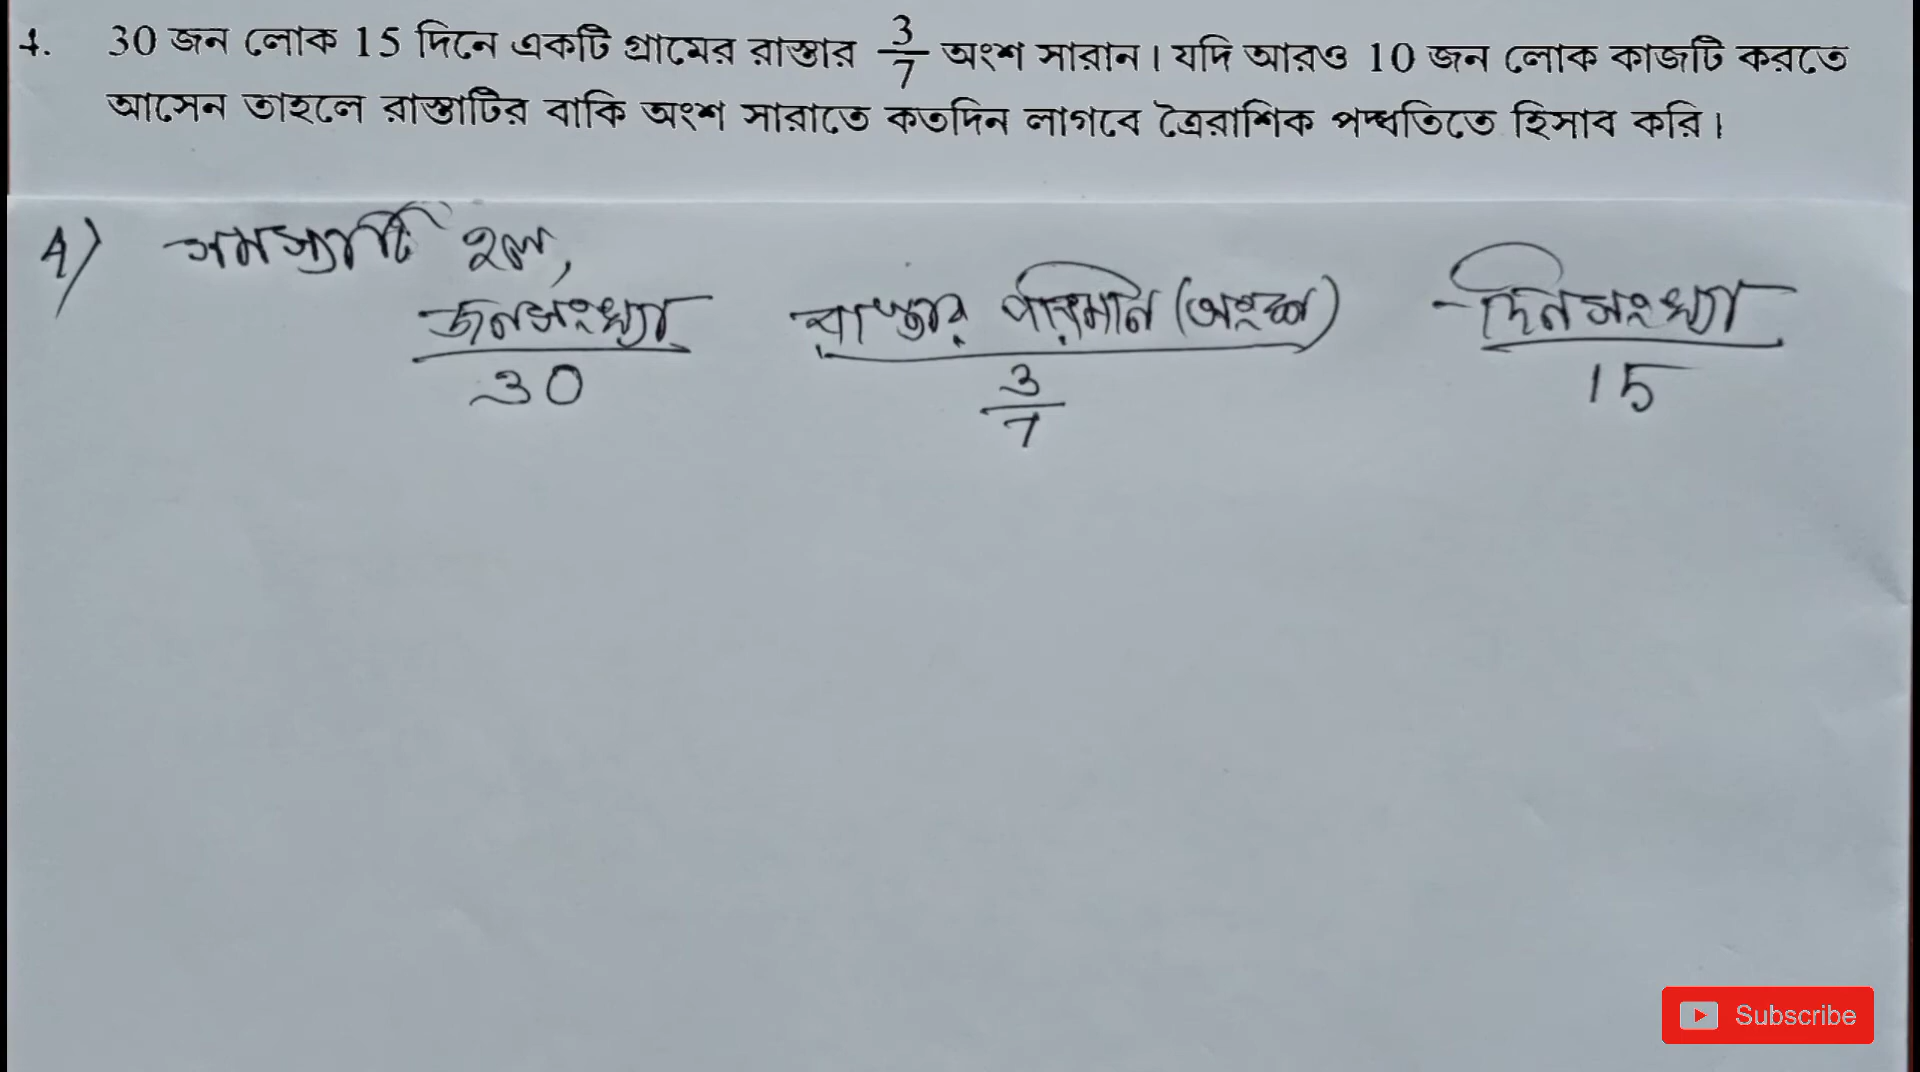 4. 30 জন লোক 15 দিনে একটি গ্রামের রাস্তার 3/7 অংশ সারান। যদি আরও 10 জন লোক কাজটি করতে
আসেন তাহলে রাস্তাটির বাকি অংশ সারাতে কতদিন লাগবে ত্রৈরাশিক পদ্ধতিতে হিসাব করি।
4) সমস্যাটি হল,
জনসংখ্যা রাস্তার পরিমান (অংশ) দিনসংখ্যা
30 3/7 15
Subscribe